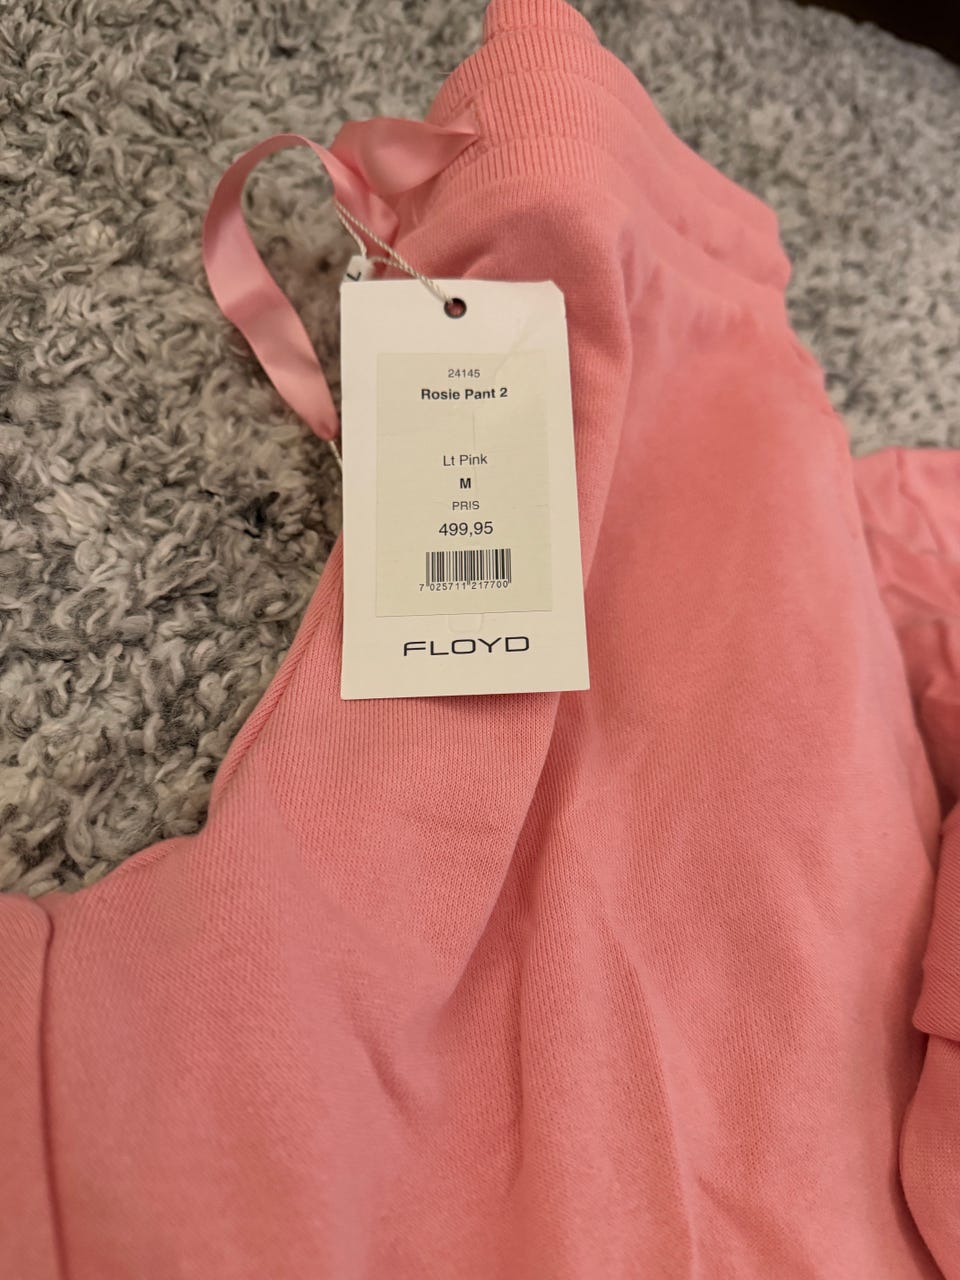 24145
Rosie Pant 2
Lt Pink
M
PRIS
499,95
7 025711 217700
FLOYD